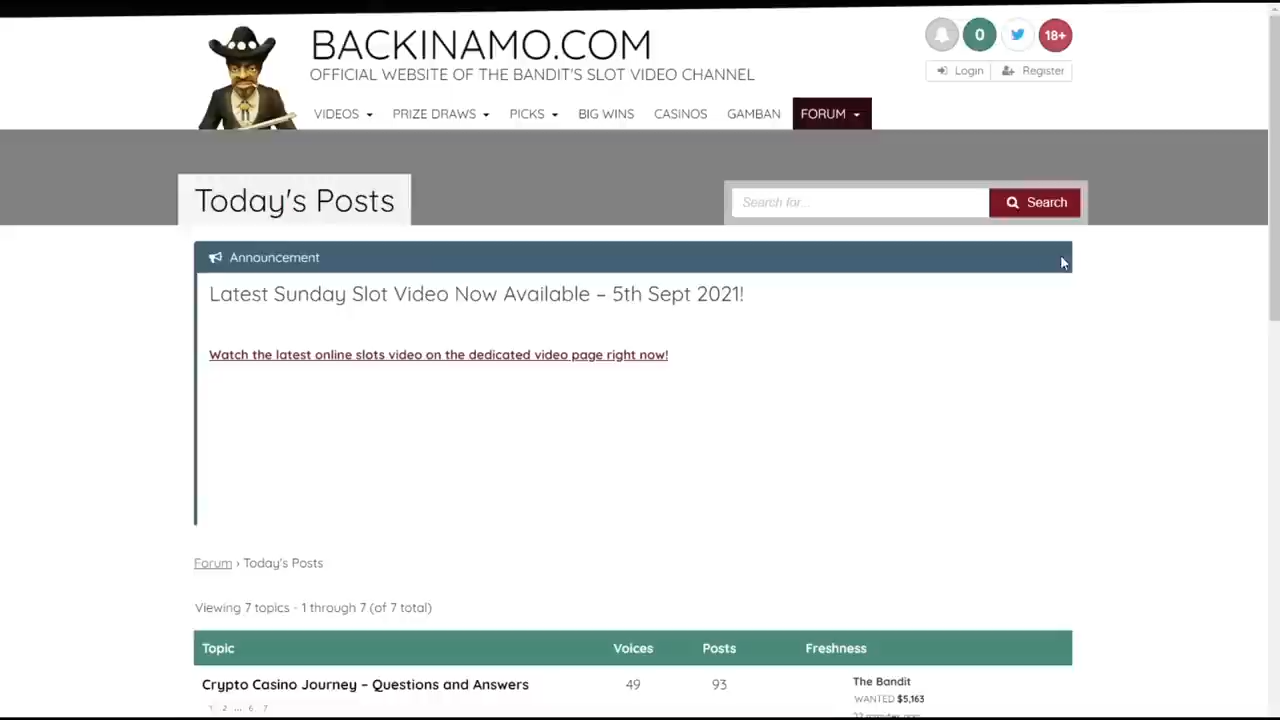 BACKINAMO.COM
OFFICIAL WEBSITE OF THE BANDIT'S SLOT VIDEO CHANNEL
0
18+
Login
Register
VIDEOS
PRIZE DRAWS
PICKS
BIG WINS
CASINOS
GAMBAN
FORUM
Today's Posts
Search for...
Search
Announcement
Latest Sunday Slot Video Now Available – 5th Sept 2021!
Watch the latest online slots video on the dedicated video page right now!
Forum › Today's Posts
Viewing 7 topics - 1 through 7 (of 7 total)
Topic Voices Posts Freshness
Crypto Casino Journey – Questions and Answers 49 93 The Bandit
WANTED $5,163
1 2 ... 6 7